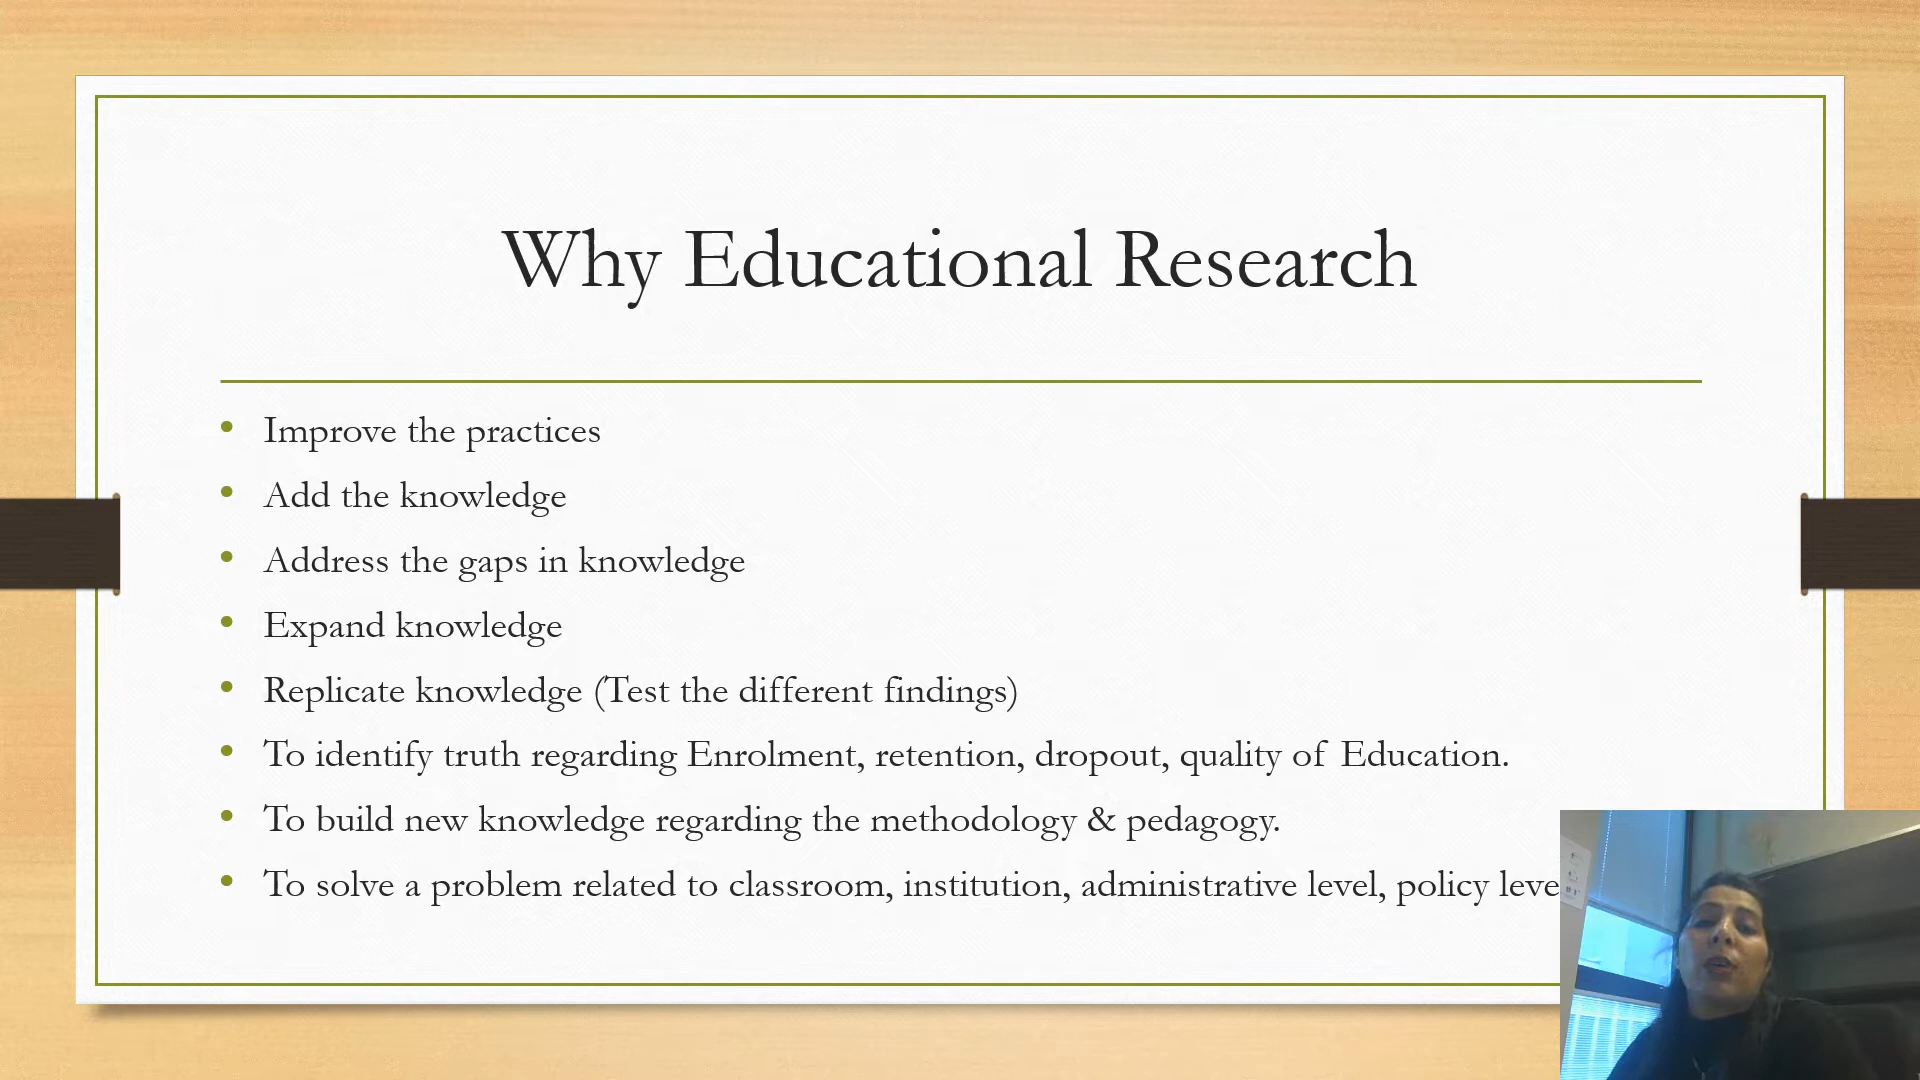 Why Educational Research
Improve the practices
Add the knowledge
Address the gaps in knowledge
Expand knowledge
Replicate knowledge (Test the different findings)
To identify truth regarding Enrolment, retention, dropout, quality of Education.
To build new knowledge regarding the methodology & pedagogy.
To solve a problem related to classroom, institution, administrative level, policy